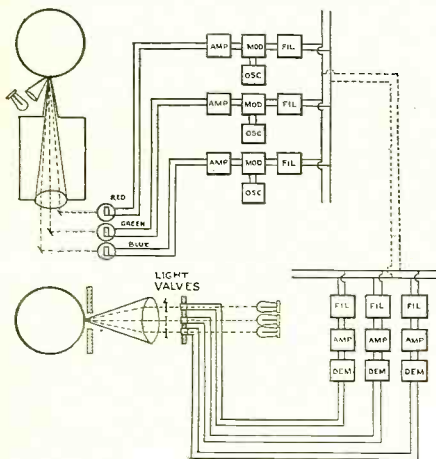 AMP MOD FIL
OSC
AMP MOD FIL
OSC
AMP MOD FIL
OSC
RED
GREEN
BLUE
LIGHT
VALVES
FIL FIL FIL
AMP AMP AMP
DEM DEM DEM